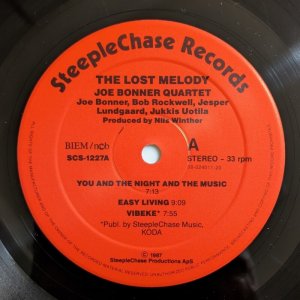 SteepleChase Records
THE LOST MELODY
JOE BONNER QUARTET
Joe Bonner, Bob Rockwell, Jesper
Lundgaard, Jukkis Uotila
Produced by Nils Winther
BIEM/ncb
SCS-1227A
A
STEREO - 33 rpm
YOU AND THE NIGHT AND THE MUSIC
7:13
EASY LIVING 9:09
VIBEKE* 7:55
*Publ. by SteepleChase Music,
KODA
℗ 1987
SteepleChase Productions ApS